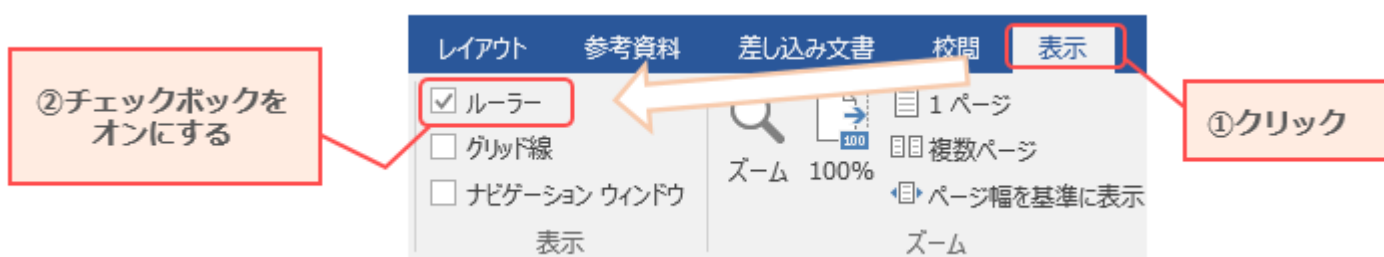 レイアウト 参考資料 差し込み文書 校閲 表示
②チェックボックを
オンにする
ルーラー
グリッド線
ナビゲーション ウィンドウ
表示
ズーム
100
100%
1 ページ
複数ページ
ページ幅を基準に表示
ズーム
①クリック